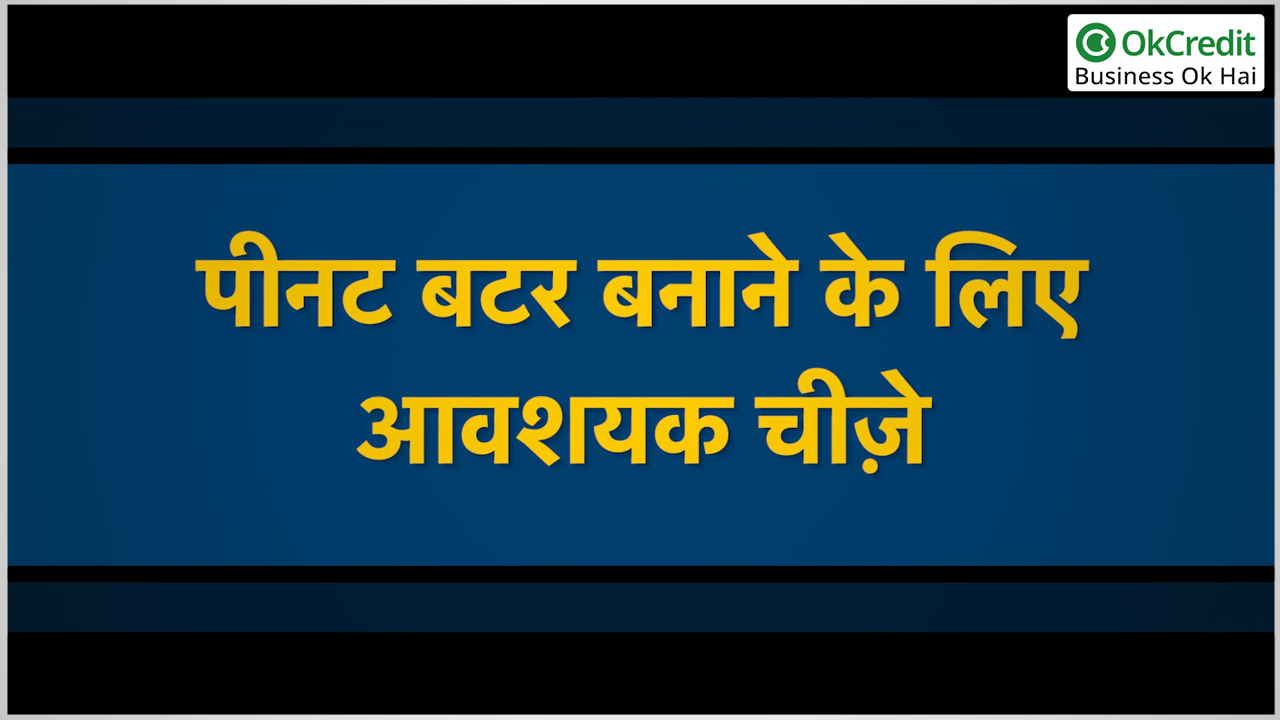 OkCredit
Business Ok Hai
पीनट बटर बनाने के लिए
आवशयक चीज़े